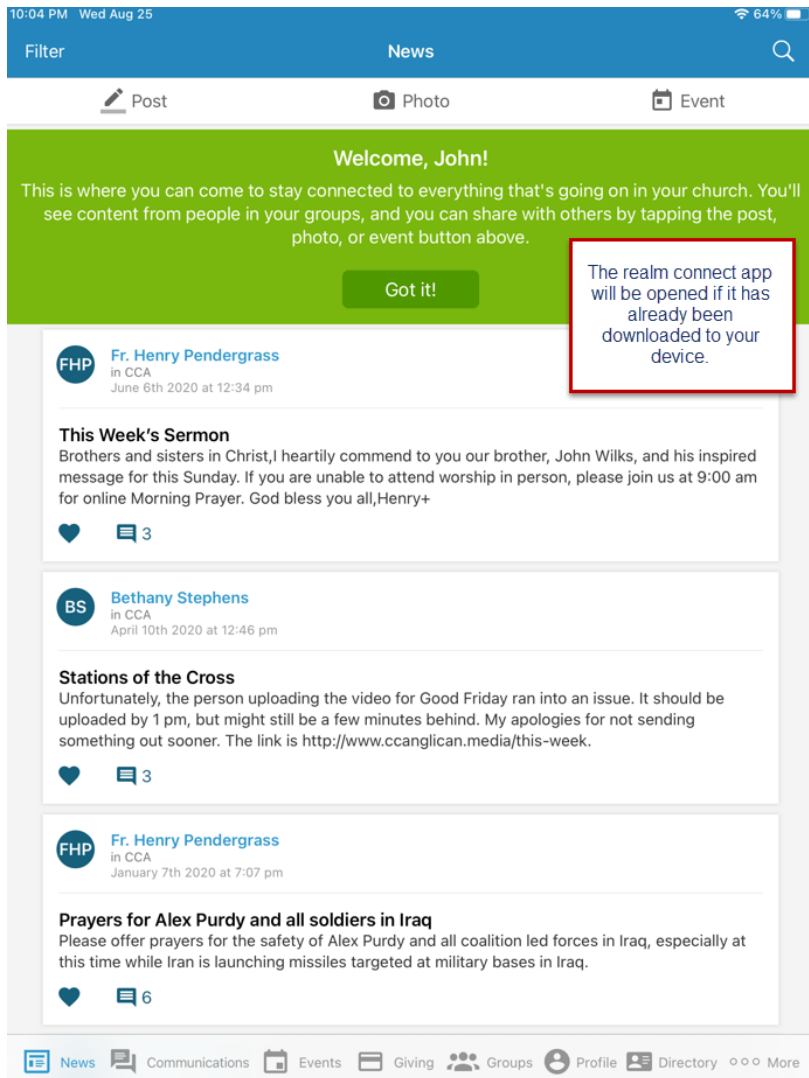 10:04 PM Wed Aug 25
64%
Filter
News
Post
Photo
Event
Welcome, John!
This is where you can come to stay connected to everything that's going on in your church. You'll
see content from people in your groups, and you can share with others by tapping the post,
photo, or event button above.
Got it!
The realm connect app
will be opened if it has
already been
downloaded to your
device.
FHP
Fr. Henry Pendergrass
in CCA
June 6th 2020 at 12:34 pm
This Week's Sermon
Brothers and sisters in Christ,I heartily commend to you our brother, John Wilks, and his inspired
message for this Sunday. If you are unable to attend worship in person, please join us at 9:00 am
for online Morning Prayer. God bless you all,Henry+
3
BS
Bethany Stephens
in CCA
April 10th 2020 at 12:46 pm
Stations of the Cross
Unfortunately, the person uploading the video for Good Friday ran into an issue. It should be
uploaded by 1 pm, but might still be a few minutes behind. My apologies for not sending
something out sooner. The link is http://www.ccanglican.media/this-week.
3
FHP
Fr. Henry Pendergrass
in CCA
January 7th 2020 at 7:07 pm
Prayers for Alex Purdy and all soldiers in Iraq
Please offer prayers for the safety of Alex Purdy and all coalition led forces in Iraq, especially at
this time while Iran is launching missiles targeted at military bases in Iraq.
6
News
Communications
Events
Giving
Groups
Profile
Directory
More